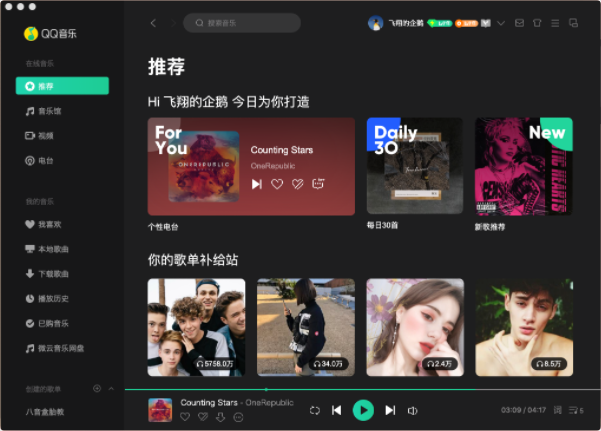 QQ音乐
搜索音乐
飞翔的企鹅
在线音乐
推荐
音乐馆
视频
电台
我的音乐
我喜欢
本地歌曲
下载歌曲
播放历史
已购音乐
微云音乐网盘
创建的歌单
八音盒胎教
推荐
Hi 飞翔的企鹅 今日为你打造
For
You
ONEREPUBLIC
Counting Stars
OneRepublic
个性电台
Daily
30
每日30首
New
新歌推荐
你的歌单补给站
5758.0万
34.0万
2.4万
8.5万
Counting Stars - OneRepublic
03:09 / 04:17
词